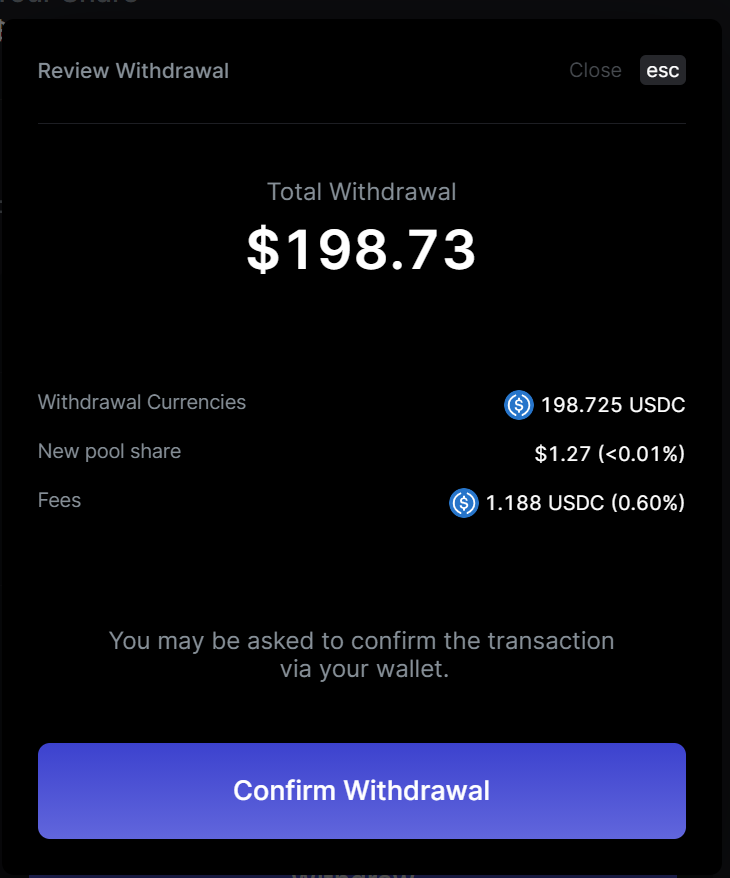 Review Withdrawal
Close esc
Total Withdrawal
$198.73
Withdrawal Currencies 198.725 USDC
New pool share $1.27 (<0.01%)
Fees 1.188 USDC (0.60%)
You may be asked to confirm the transaction
via your wallet.
Confirm Withdrawal